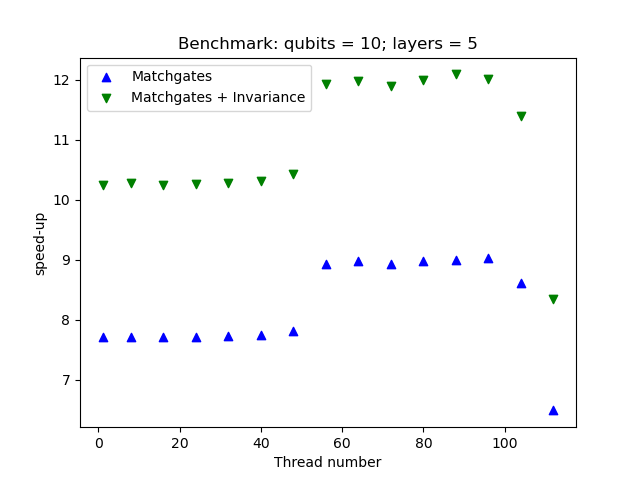 Benchmark: qubits = 10; layers = 5
Matchgates
Matchgates + Invariance
12
11
10
9
8
7
speed-up
0 20 40 60 80 100
Thread number